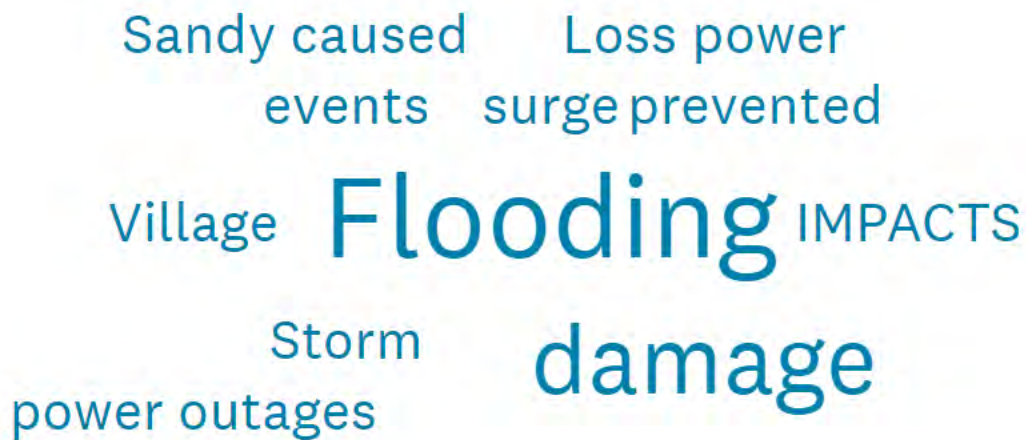 Sandy caused Loss power
events surge prevented
Village Flooding IMPACTS
Storm damage
power outages